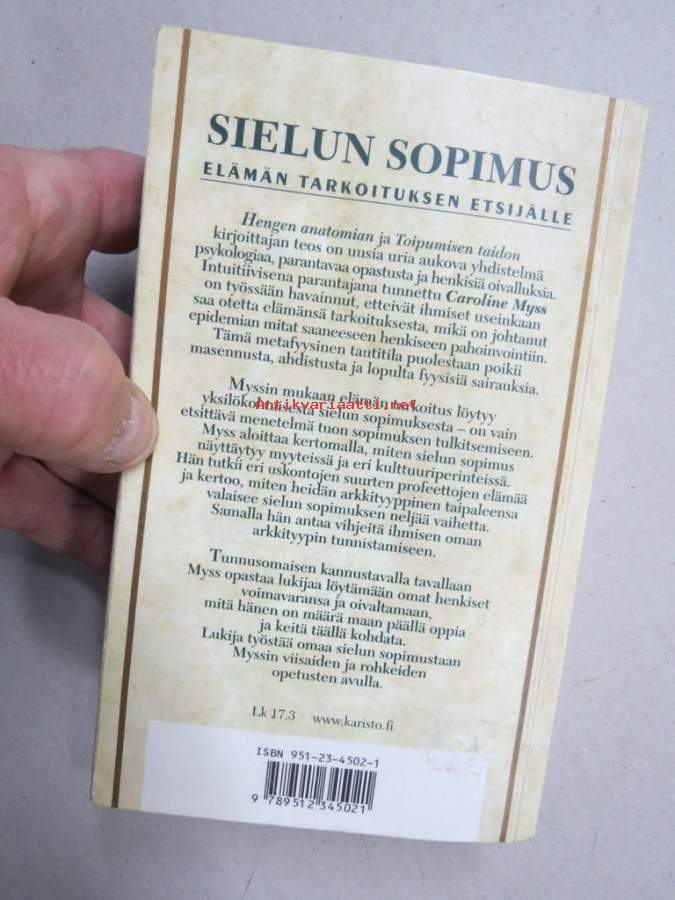 SIELUN SOPIMUS
ELÄMÄN TARKOITUKSEN ETSIJÄLLE
Hengen anatomian ja Toipumisen taidon
kirjoittajan teos on uusia uria aukova yhdistelmä
psykologiaa, parantavaa opastusta ja henkisiä oivalluksia.
Intuitiivisena parantajana tunnettu Caroline Myss
on työssään havainnut, etteivät ihmiset useinkaan
saa otetta elämänsä tarkoituksesta, mikä on johtanut
epidemian mitat saaneeseen henkiseen pahoinvointiin.
Tämä metafyysinen tautitila puolestaan poikii
masennusta, ahdistusta ja lopulta fyysisiä sairauksia.
Myssin mukaan elämän tarkoitus löytyy
Antikvariaatti.net
yksilökohtaisesta sielun sopimuksesta – on vain
etsittävä menetelmä tuon sopimuksen tulkitsemiseen.
Myss aloittaa kertomalla, miten sielun sopimus
näyttäytyy myyteissä ja eri kulttuuriperinteissä.
Hän tutkii eri uskontojen suurten profeettojen elämää
ja kertoo, miten heidän arkkityyppinen taipaleensa
valaisee sielun sopimuksen neljää vaihetta.
Samalla hän antaa vihjeitä ihmisen oman
arkkityypin tunnistamiseen.
Tunnusomaisen kannustavalla tavallaan
Myss opastaa lukijaa löytämään omat henkiset
voimavaransa ja oivaltamaan,
mitä hänen on määrä maan päällä oppia
ja keitä täällä kohdata.
Lukija työstää omaa sielun sopimustaan
Myssin viisaiden ja rohkeiden
opetusten avulla.
Lk 17.3 www.karisto.fi
ISBN 951-23-4502-1
9 789512 345021